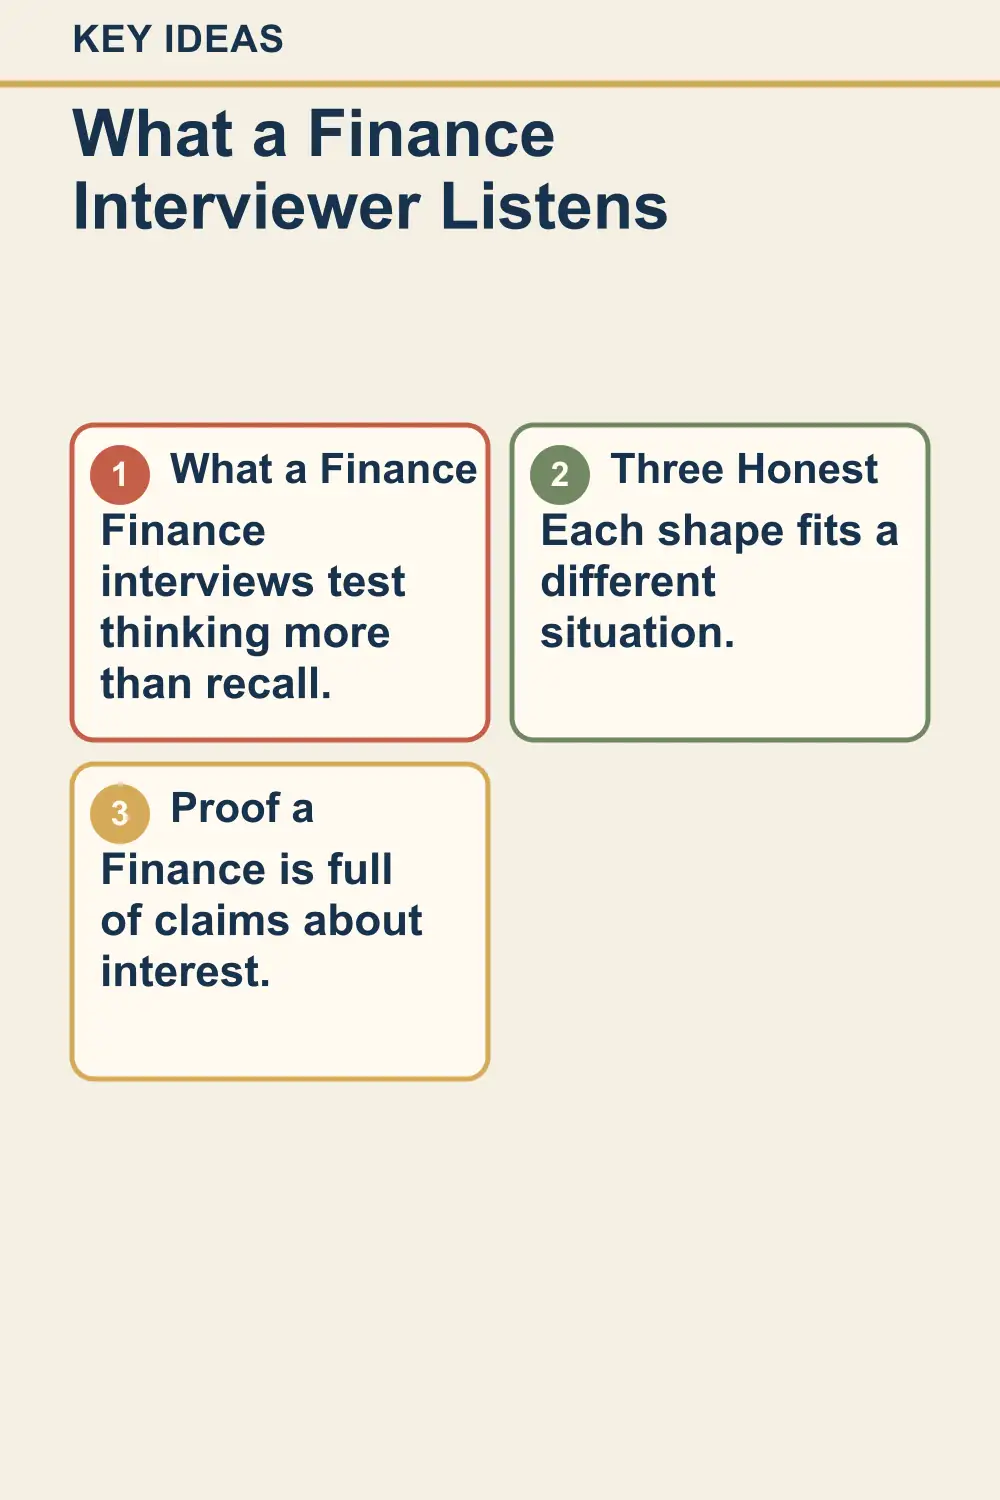 KEY IDEAS
What a Finance
Interviewer Listens
1 What a Finance
Finance
interviews test
thinking more
than recall.
2 Three Honest
Each shape fits a
different
situation.
3 Proof a
Finance is full
of claims about
interest.